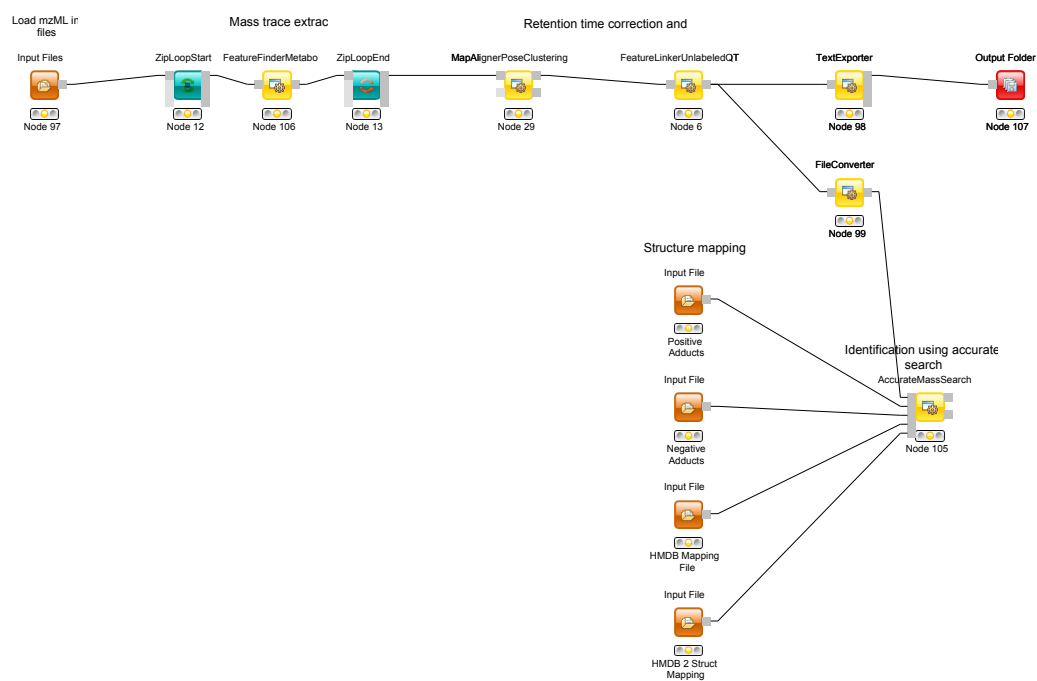 Load mzML in
files
Mass trace extrac
Retention time correction and
Input Files
ZipLoopStart
FeatureFinderMetabo
ZipLoopEnd
MapAlignerPoseClustering
FeatureLinkerUnlabeledQT
TextExporter
Output Folder
Node 97
Node 12
Node 106
Node 13
Node 29
Node 6
Node 98
Node 107
FileConverter
Node 99
Structure mapping
Input File
Positive
Adducts
Identification using accurate
search
AccurateMassSearch
Node 105
Input File
Negative
Adducts
Input File
HMDB Mapping
File
Input File
HMDB 2 Struct
Mapping